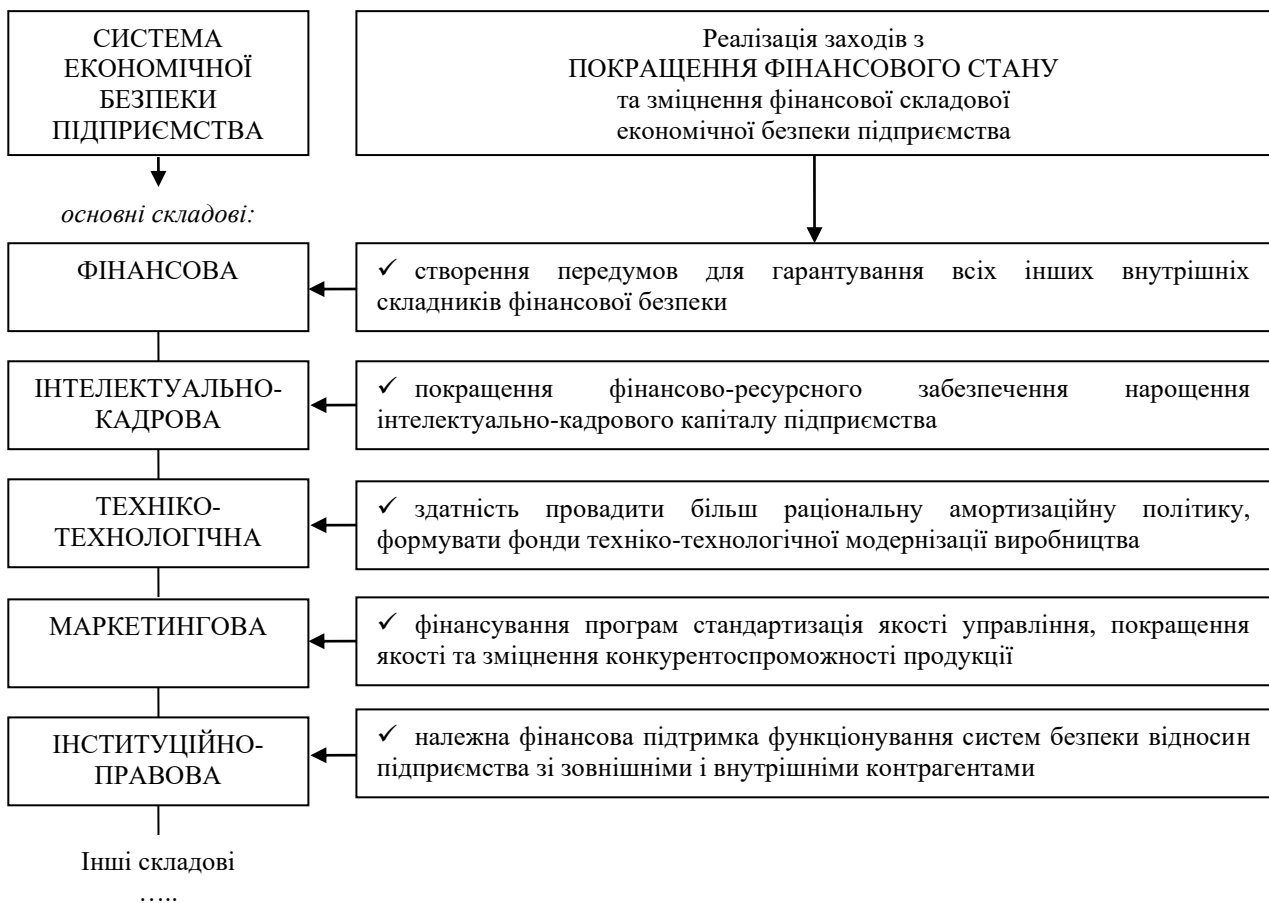 СИСТЕМА
ЕКОНОМІЧНОЇ
БЕЗПЕКИ
ПІДПРИЄМСТВА
Реалізація заходів з
ПОКРАЩЕННЯ ФІНАНСОВОГО СТАНУ
та зміцнення фінансової складової
економічної безпеки підприємства
основні складові:
ФІНАНСОВА
✓ створення передумов для гарантування всіх інших внутрішніх
складників фінансової безпеки
ІНТЕЛЕКТУАЛЬНО-
КАДРОВА
✓ покращення фінансово-ресурсного забезпечення нарощення
інтелектуально-кадрового капіталу підприємства
ТЕХНІКО-
ТЕХНОЛОГІЧНА
✓ здатність провадити більш раціональну амортизаційну політику,
формувати фонди техніко-технологічної модернізації виробництва
МАРКЕТИНГОВА
✓ фінансування програм стандартизація якості управління, покращення
якості та зміцнення конкурентоспроможності продукції
ІНСТИТУЦІЙНО-
ПРАВОВА
✓ належна фінансова підтримка функціонування систем безпеки відносин
підприємства зі зовнішніми і внутрішніми контрагентами
Інші складові
…..